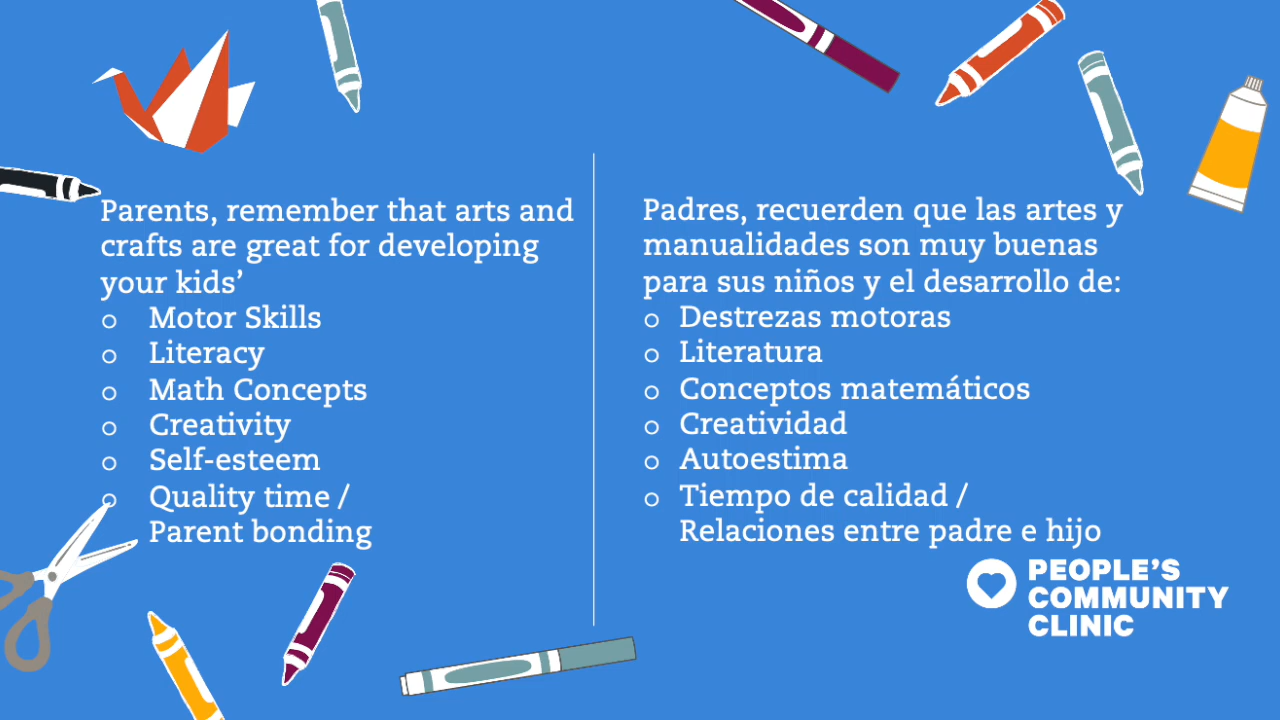 Parents, remember that arts and
crafts are great for developing
your kids’
○ Motor Skills
○ Literacy
○ Math Concepts
○ Creativity
○ Self-esteem
○ Quality time /
Parent bonding
Padres, recuerden que las artes y
manualidades son muy buenas
para sus niños y el desarrollo de:
○ Destrezas motoras
○ Literatura
○ Conceptos matemáticos
○ Creatividad
○ Autoestima
○ Tiempo de calidad /
Relaciones entre padre e hijo
PEOPLE’S
COMMUNITY
CLINIC